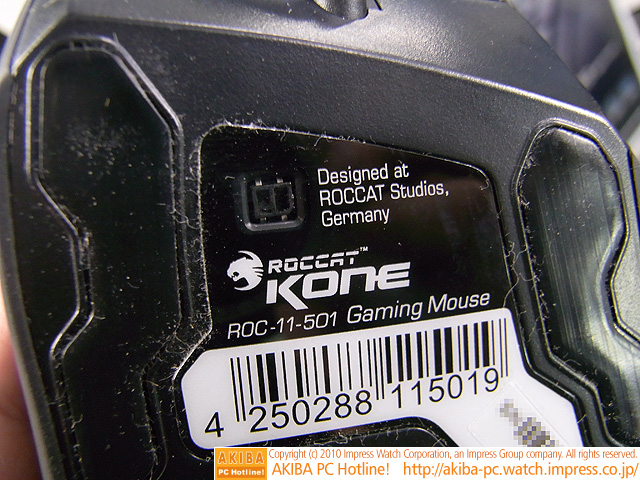 Designed at
ROCCAT Studios,
Germany
ROCCAT™
KONE
ROC-11-501 Gaming Mouse
4 250288 115019
AKIBA PC Hotline!
Copyright (c) 2010 Impress Watch Corporation, an Impress Group company. All rights reserved.
AKIBA PC Hotline! http://akiba-pc.watch.impress.co.jp/